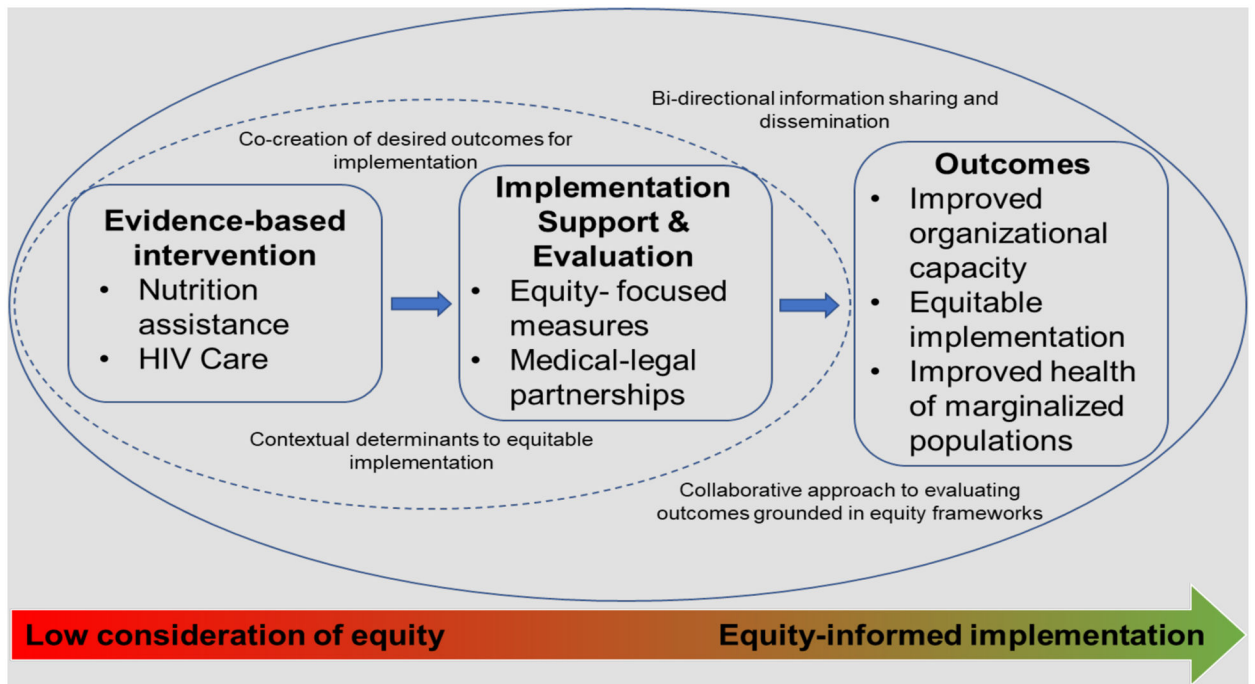 Bi-directional information sharing and
dissemination
Co-creation of desired outcomes for
implementation
Evidence-based
intervention
• Nutrition
assistance
• HIV Care
Implementation
Support &
Evaluation
• Equity- focused
measures
• Medical-legal
partnerships
Outcomes
• Improved
organizational
capacity
• Equitable
implementation
• Improved health
of marginalized
populations
Contextual determinants to equitable
implementation
Collaborative approach to evaluating
outcomes grounded in equity frameworks
Low consideration of equity
Equity-informed implementation